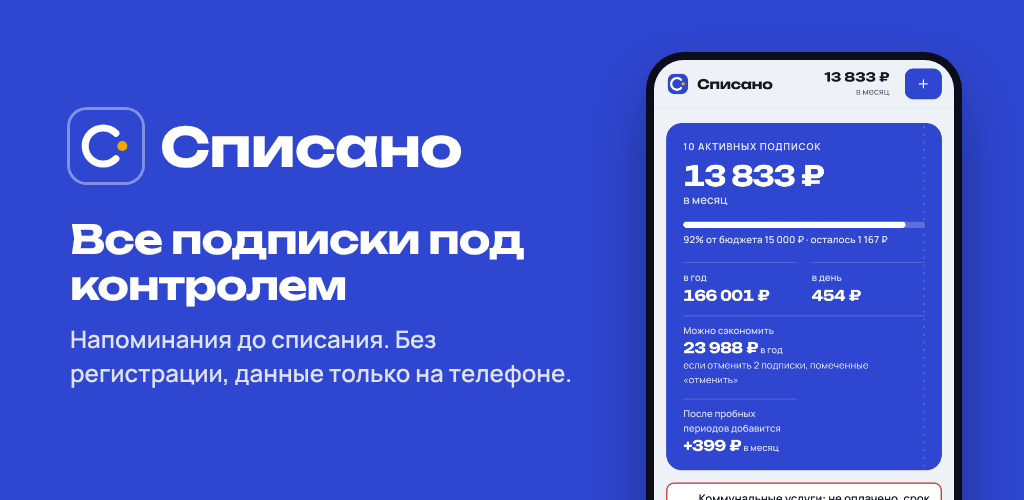 Списано
Все подписки под
контролем
Напоминания до списания. Без
регистрации, данные только на телефоне.
Списано
13 833 ₽
в месяц
+
10 АКТИВНЫХ ПОДПИСОК
13 833 ₽
в месяц
92% от бюджета 15 000 ₽ · осталось 1 167 ₽
в год
166 001 ₽
в день
454 ₽
Можно сэкономить
23 988 ₽ в год
если отменить 2 подписки, помеченные
«отменить»
После пробных
периодов добавится
+399 ₽ в месяц
Коммунальные услуги: не оплачено, срок